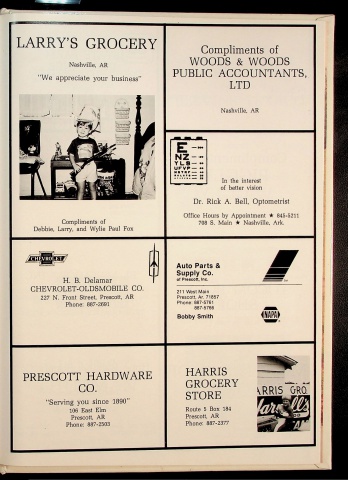 LARRY'S GROCERY
Nashville, AR
"We appreciate your business"
Compliments of
Debbie, Larry, and Wylie Paul Fox
Compliments of
WOODS & WOODS
PUBLIC ACCOUNTANTS,
LTD
Nashville, AR
E
NZ
YLB
UFVP
In the interest
of better vision
Dr. Rick A. Bell, Optometrist
Office Hours by Appointment ★ 845-5211
708 S. Main ★ Nashville, Ark.
CHEVROLET
H. B. Delamar
CHEVROLET-OLDSMOBILE CO.
227 N. Front Street, Prescott, AR
Phone: 887-2691
Auto Parts &
Supply Co.
of Prescott, Inc.
211 West Main
Prescott, Ar. 71857
Phone: 887-5761
887-5766
Bobby Smith
NAPA
PRESCOTT HARDWARE
CO.
"Serving you since 1890"
106 East Elm
Prescott, AR
Phone: 887-2503
HARRIS
GROCERY
STORE
Route 5 Box 184
Prescott, AR
Phone: 887-2377
ARRIS GRO